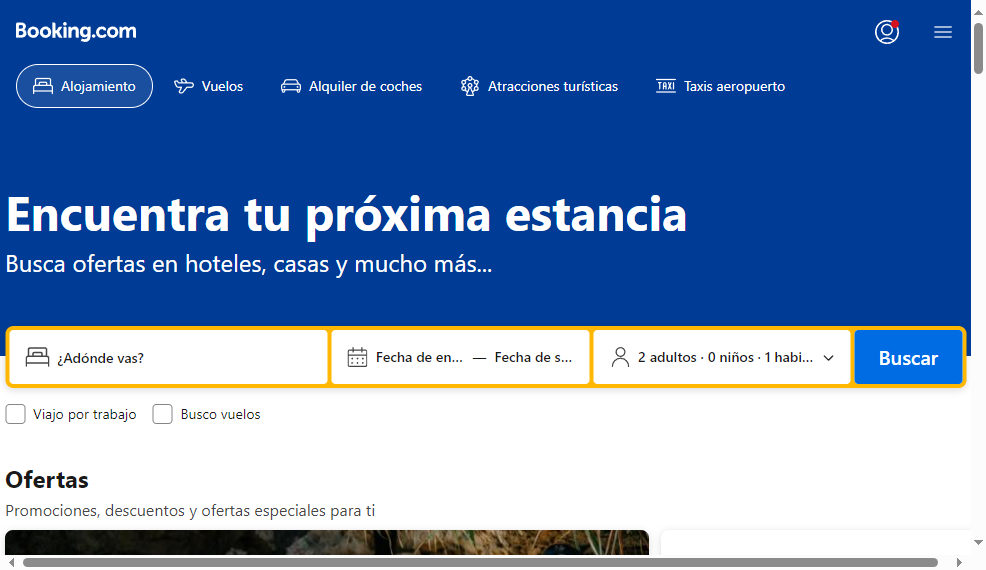 Booking.com
Alojamiento
Vuelos
Alquiler de coches
Atracciones turísticas
TAXI
Taxis aeropuerto
Encuentra tu próxima estancia
Busca ofertas en hoteles, casas y mucho más...
¿Adónde vas?
Fecha de en... — Fecha de s...
2 adultos · 0 niños · 1 habi...
Buscar
Viajo por trabajo
Busco vuelos
Ofertas
Promociones, descuentos y ofertas especiales para ti